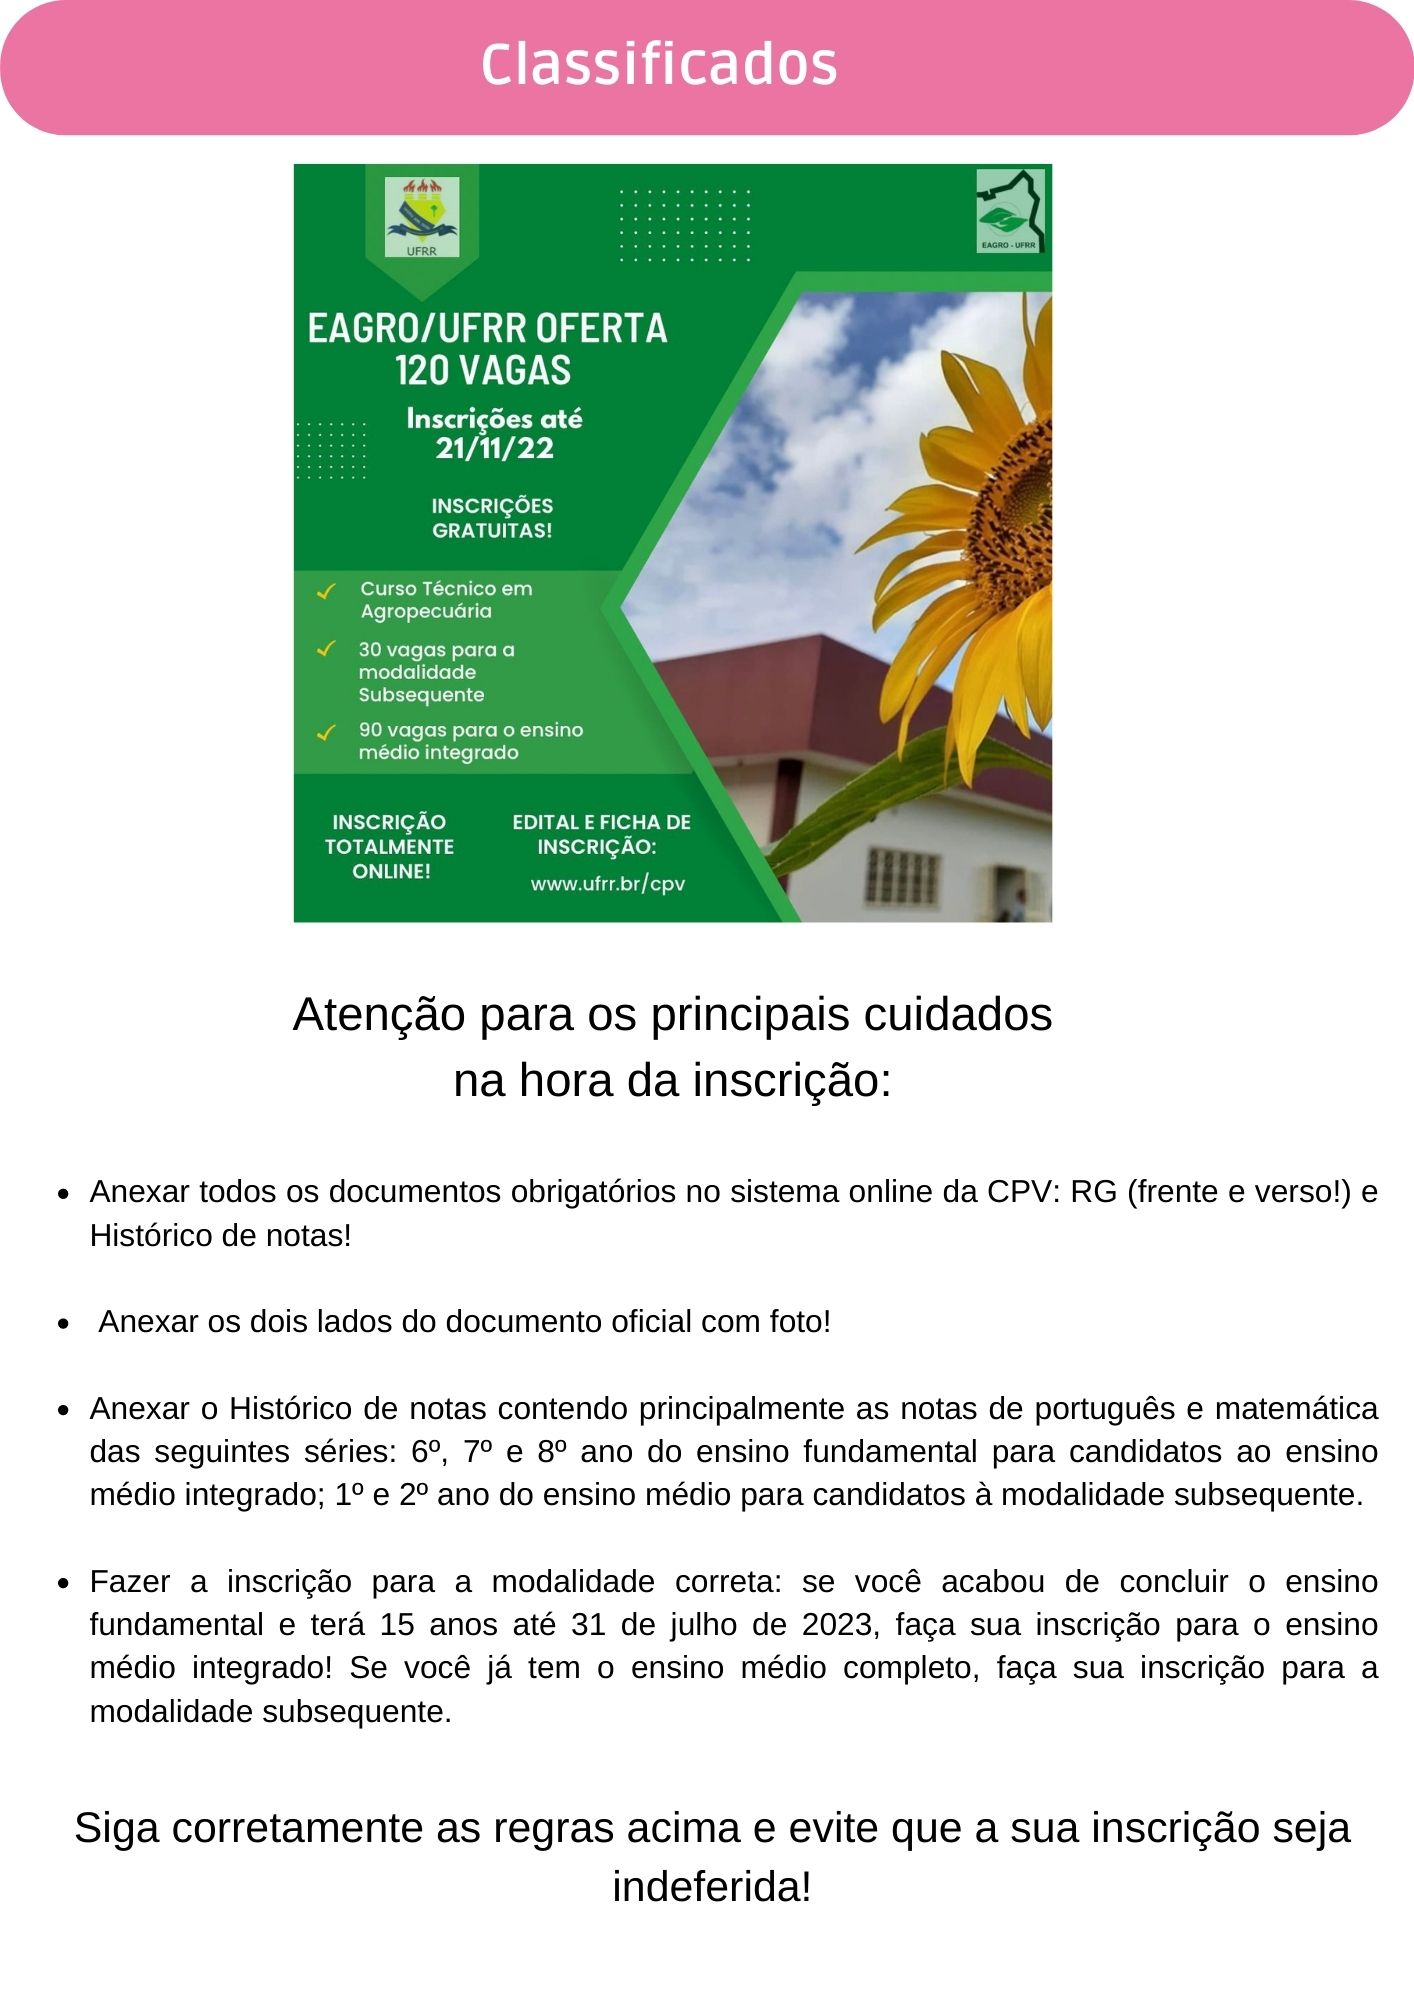 Classificados
UFRR
EAGRO - UFRR
EAGRO/UFRR OFERTA
120 VAGAS
Inscrições até
21/11/22
INSCRIÇÕES
GRATUITAS!
Curso Técnico em
Agropecuária
30 vagas para a
modalidade
Subsequente
90 vagas para o ensino
médio integrado
INSCRIÇÃO
TOTALMENTE
ONLINE!
EDITAL E FICHA DE
INSCRIÇÃO:
www.ufrr.br/cpv
Atenção para os principais cuidados
na hora da inscrição:
• Anexar todos os documentos obrigatórios no sistema online da CPV: RG (frente e verso!) e
Histórico de notas!
• Anexar os dois lados do documento oficial com foto!
• Anexar o Histórico de notas contendo principalmente as notas de português e matemática
das seguintes séries: 6º, 7º e 8º ano do ensino fundamental para candidatos ao ensino
médio integrado; 1º e 2º ano do ensino médio para candidatos à modalidade subsequente.
• Fazer a inscrição para a modalidade correta: se você acabou de concluir o ensino
fundamental e terá 15 anos até 31 de julho de 2023, faça sua inscrição para o ensino
médio integrado! Se você já tem o ensino médio completo, faça sua inscrição para a
modalidade subsequente.
Siga corretamente as regras acima e evite que a sua inscrição seja
indeferida!